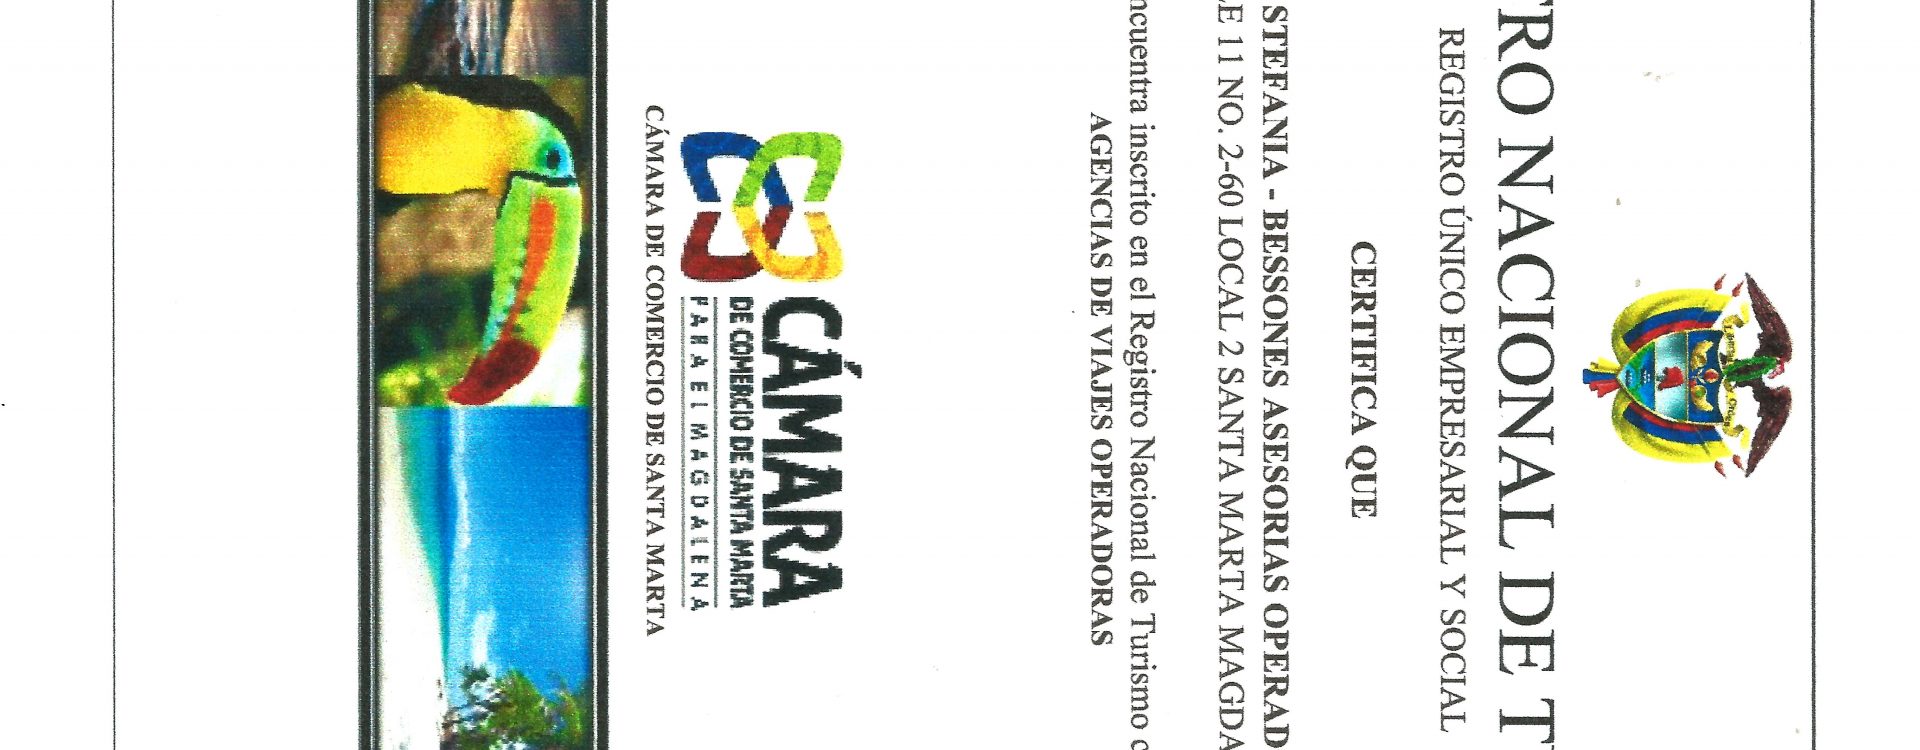 TRO NACIONAL DE T
REGISTRO ÚNICO EMPRESARIAL Y SOCIAL
CERTIFICA QUE
STEFANIA - BESSONES ASESORIAS OPERAD
E 11 NO. 2-60 LOCAL 2 SANTA MARTA MAGDA
ncuentra inscrito en el Registro Nacional de Turismo c
AGENCIAS DE VIAJES OPERADORAS
CÁMARA
DE COMERCIO DE SANTA MARTA
PARA EL MAGDALENA
CÁMARA DE COMERCIO DE SANTA MARTA